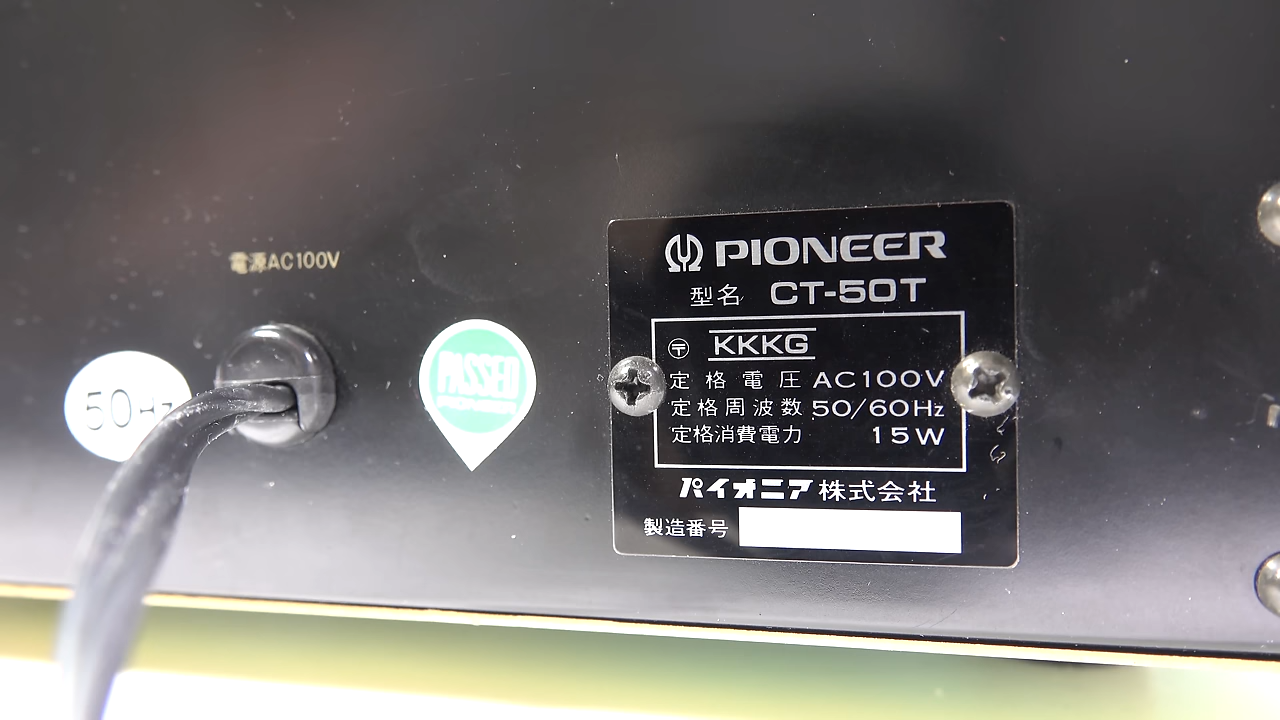 電源AC100V
50Hz
PASSED
PIONEER
PIONEER
型名 CT-50T
〒 KKKG
定格電圧 AC100V
定格周波数 50/60Hz
定格消費電力 15W
パイオニア株式会社
製造番号